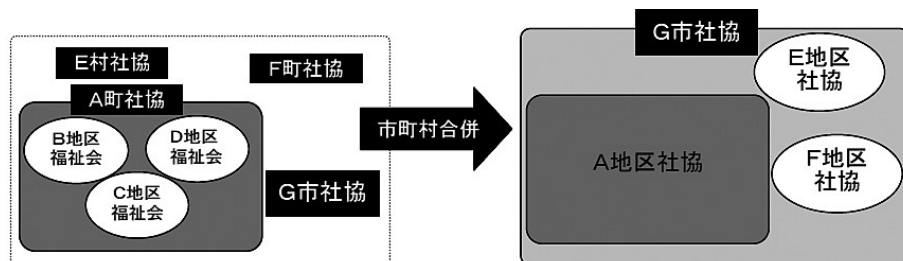 E村社協
F町社協
A町社協
B地区
福祉会
D地区
福祉会
C地区
福祉会
G市社協
市町村合併
G市社協
E地区
社協
A地区社協
F地区
社協